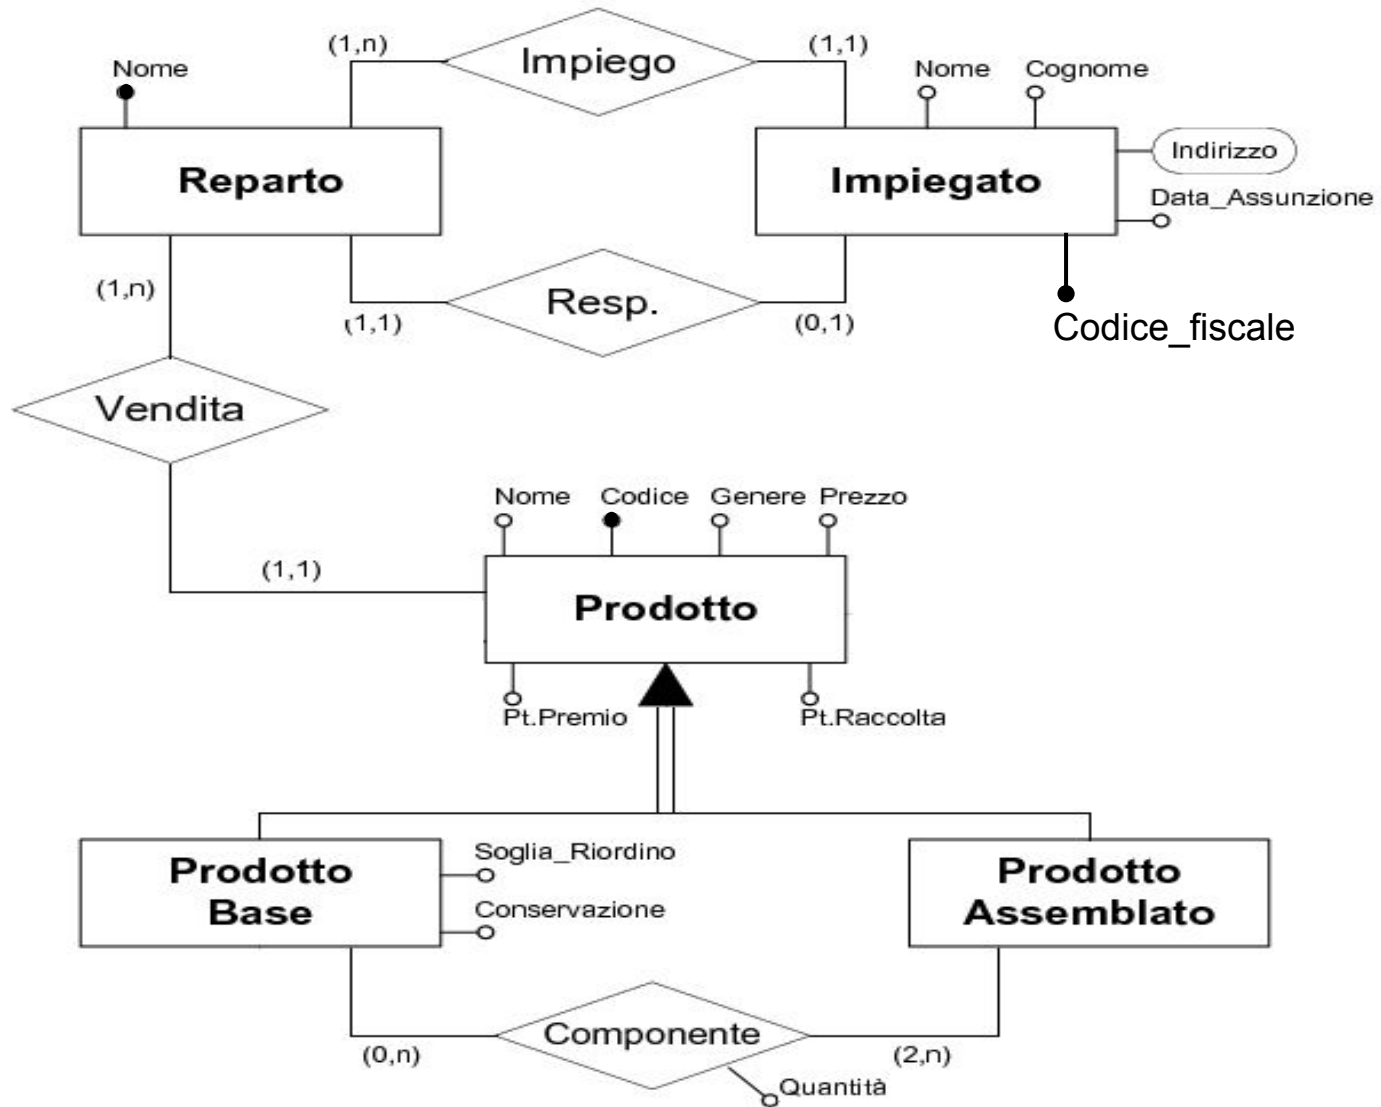 (1,n)
Impiego
(1,1)
Nome
Nome
Cognome
Reparto
Impiegato
Indirizzo
Data_Assunzione
(1,n)
(1,1)
Resp.
(0,1)
Codice_fiscale
Vendita
(1,1)
Nome
Codice
Genere
Prezzo
Prodotto
Pt.Premio
Pt.Raccolta
Prodotto
Base
Soglia_Riordino
Conservazione
Prodotto
Assemblato
(0,n)
Componente
(2,n)
Quantità